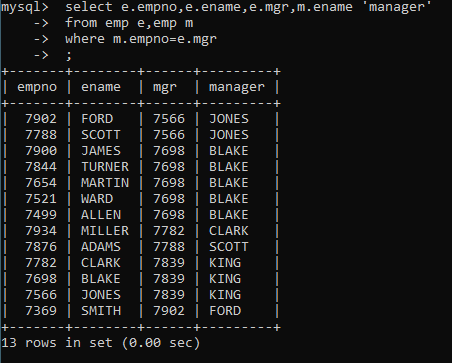 mysql> select e.empno,e.ename,e.mgr,m.ename 'manager'
    -> from emp e,emp m
    -> where m.empno=e.mgr
    -> ;
+-------+--------+------+---------+
| empno | ename  | mgr  | manager |
+-------+--------+------+---------+
|  7902 | FORD   | 7566 | JONES   |
|  7788 | SCOTT  | 7566 | JONES   |
|  7900 | JAMES  | 7698 | BLAKE   |
|  7844 | TURNER | 7698 | BLAKE   |
|  7654 | MARTIN | 7698 | BLAKE   |
|  7521 | WARD   | 7698 | BLAKE   |
|  7499 | ALLEN  | 7698 | BLAKE   |
|  7934 | MILLER | 7782 | CLARK   |
|  7876 | ADAMS  | 7788 | SCOTT   |
|  7782 | CLARK  | 7839 | KING    |
|  7698 | BLAKE  | 7839 | KING    |
|  7566 | JONES  | 7839 | KING    |
|  7369 | SMITH  | 7902 | FORD    |
+-------+--------+------+---------+
13 rows in set (0.00 sec)